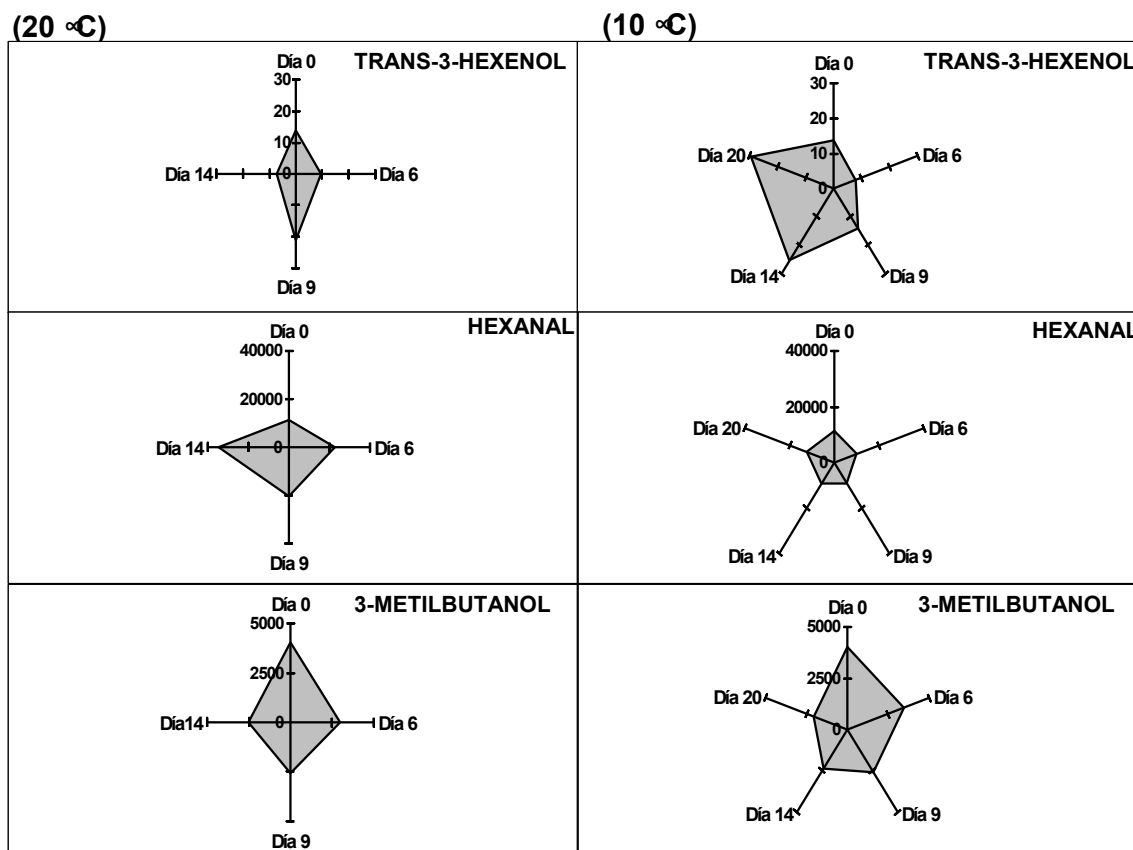 (20 ∝C)
(10 ∝C)
TRANS-3-HEXENOL
Día 0
30
20
10
0
Día 14
Día 6
Día 9
TRANS-3-HEXENOL
Día 0
30
20
10
0
Día 20
Día 6
Día 14
Día 9
HEXANAL
Día 0
40000
20000
0
Día 14
Día 6
Día 9
HEXANAL
Día 0
40000
20000
0
Día 20
Día 6
Día 14
Día 9
3-METILBUTANOL
Día 0
5000
2500
0
Día14
Día 6
Día 9
3-METILBUTANOL
Día 0
5000
2500
0
Día 20
Día 6
Día 14
Día 9